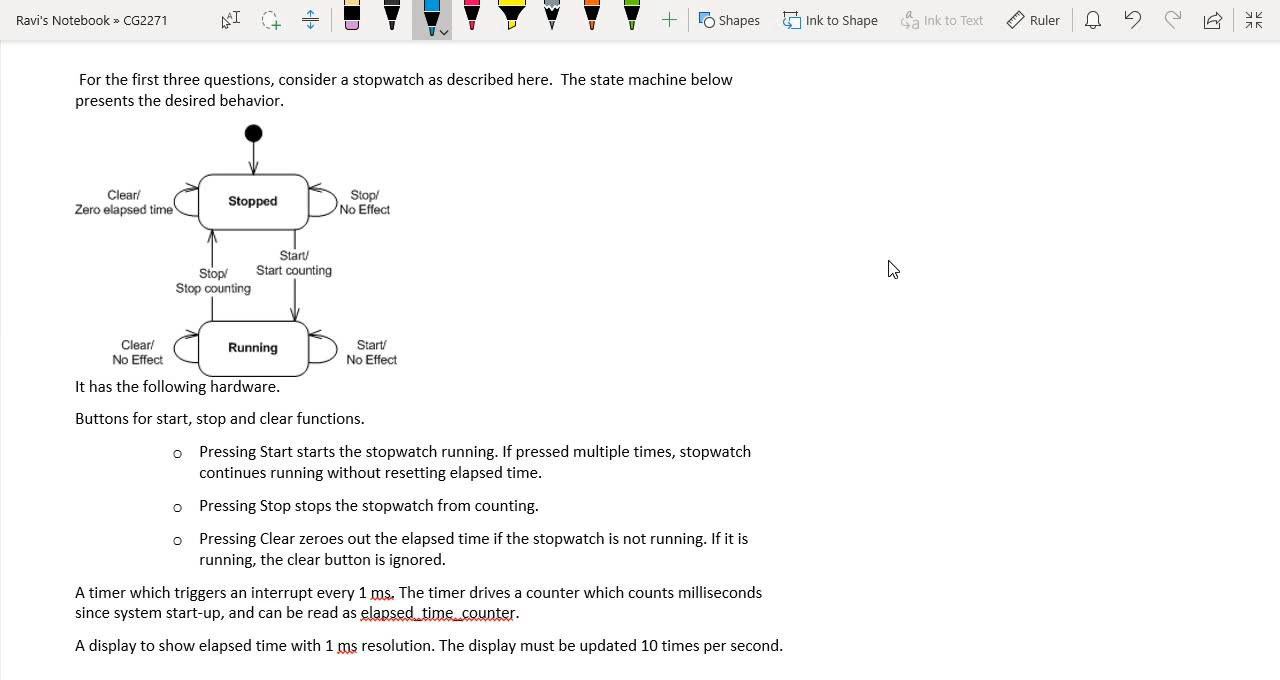 Ravi's Notebook » CG2271
Shapes
Ink to Shape
Ink to Text
Ruler
For the first three questions, consider a stopwatch as described here.  The state machine below
presents the desired behavior.
Clear/
Zero elapsed time
Stopped
Stop/
No Effect
Start/
Start counting
Stop/
Stop counting
Clear/
No Effect
Running
Start/
No Effect
It has the following hardware.
Buttons for start, stop and clear functions.
o Pressing Start starts the stopwatch running. If pressed multiple times, stopwatch
continues running without resetting elapsed time.
o Pressing Stop stops the stopwatch from counting.
o Pressing Clear zeroes out the elapsed time if the stopwatch is not running. If it is
running, the clear button is ignored.
A timer which triggers an interrupt every 1 ms. The timer drives a counter which counts milliseconds
since system start-up, and can be read as elapsed_time_counter.
A display to show elapsed time with 1 ms resolution. The display must be updated 10 times per second.